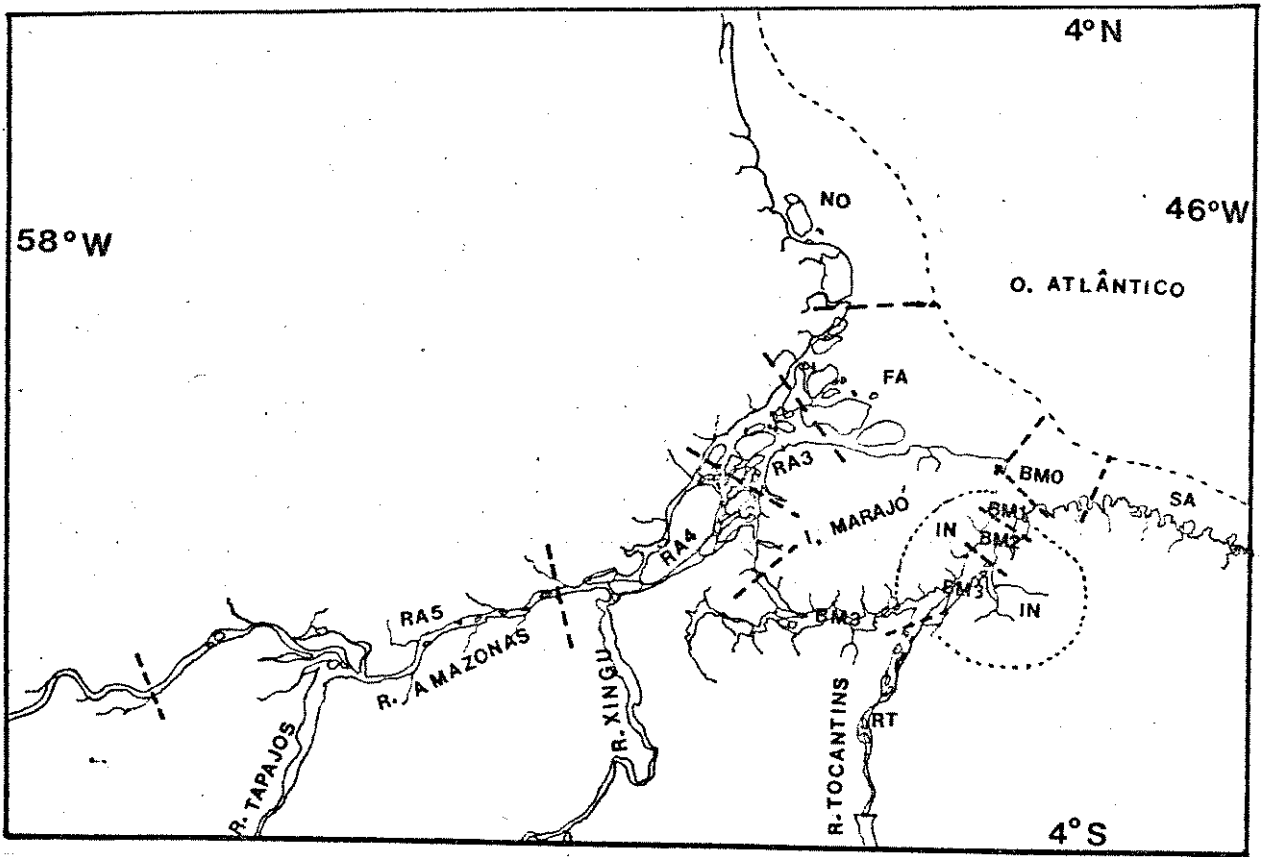 4°N
NO
46°W
58°W
O. ATLÂNTICO
FA
RA3
BM0
SA
I. MARAJÓ
BM1
IN
BM2
RA4
BM3
IN
RA5
BM3
R. AMAZONAS
R. XINGU
R. TOCANTINS
RT
R. TAPAJOS
4°S